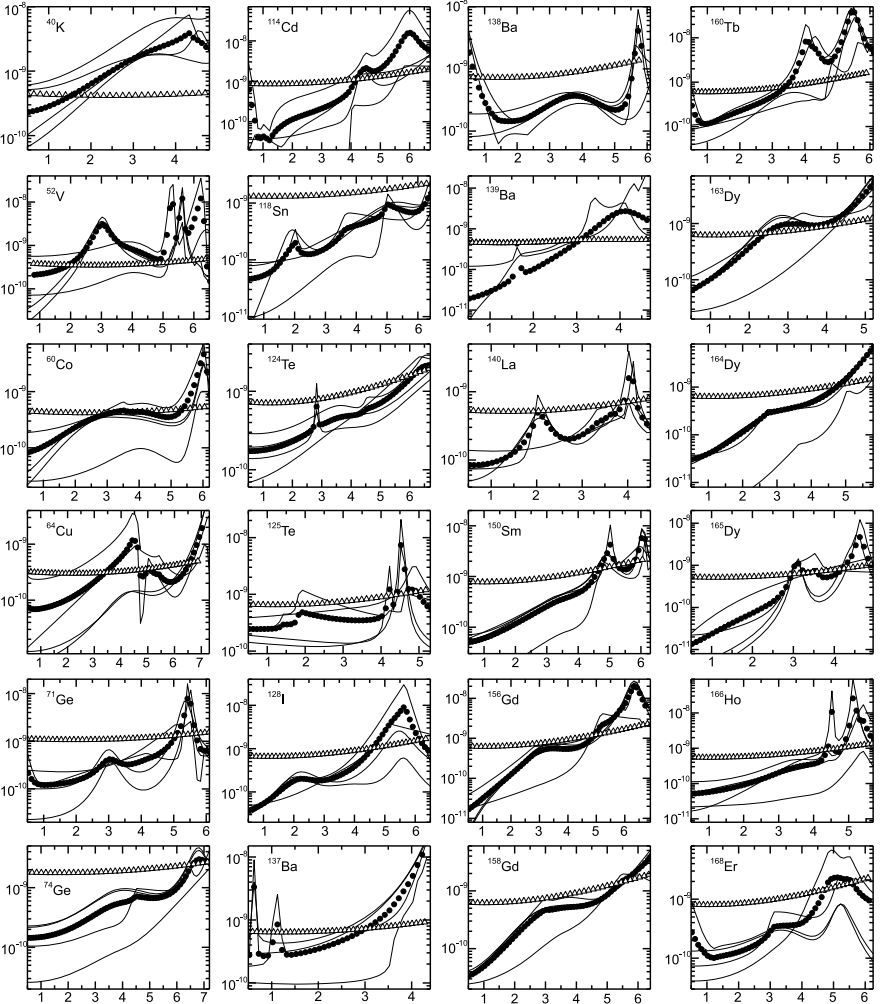 ⁴⁰K
10⁻⁸
10⁻⁹
10⁻¹⁰
1 2 3 4
¹¹⁴Cd
10⁻⁸
10⁻⁹
10⁻¹⁰
1 2 3 4 5 6
¹³⁸Ba
10⁻⁸
10⁻⁹
10⁻¹⁰
1 2 3 4 5 6
¹⁶⁰Tb
10⁻⁸
10⁻⁹
10⁻¹⁰
1 2 3 4 5 6
⁵²V
10⁻⁸
10⁻⁹
10⁻¹⁰
1 2 3 4 5 6
¹¹⁸Sn
10⁻⁹
10⁻¹⁰
10⁻¹¹
1 2 3 4 5 6
¹³⁹Ba
10⁻⁸
10⁻⁹
10⁻¹⁰
10⁻¹¹
1 2 3 4
¹⁶³Dy
10⁻⁸
10⁻⁹
10⁻¹⁰
1 2 3 4 5
⁶⁰Co
10⁻⁸
10⁻⁹
10⁻¹⁰
1 2 3 4 5 6
¹²⁴Te
10⁻⁹
10⁻¹⁰
1 2 3 4 5 6
¹⁴⁰La
10⁻⁹
10⁻¹⁰
1 2 3 4
¹⁶⁴Dy
10⁻⁹
10⁻¹⁰
10⁻¹¹
1 2 3 4 5
⁶⁴Cu
10⁻⁹
10⁻¹⁰
1 2 3 4 5 6 7
¹²⁵Te
10⁻⁸
10⁻⁹
10⁻¹⁰
1 2 3 4 5
¹⁵⁰Sm
10⁻⁸
10⁻⁹
10⁻¹⁰
1 2 3 4 5 6
¹⁶⁵Dy
10⁻⁸
10⁻⁹
10⁻¹⁰
10⁻¹¹
1 2 3 4
⁷¹Ge
10⁻⁸
10⁻⁹
10⁻¹⁰
1 2 3 4 5 6
¹²⁸I
10⁻⁸
10⁻⁹
10⁻¹⁰
1 2 3 4 5 6
¹⁵⁶Gd
10⁻⁸
10⁻⁹
10⁻¹⁰
10⁻¹¹
1 2 3 4 5 6
¹⁶⁶Ho
10⁻⁸
10⁻⁹
10⁻¹⁰
10⁻¹¹
1 2 3 4 5
⁷⁴Ge
10⁻⁹
10⁻¹⁰
1 2 3 4 5 6 7
¹³⁷Ba
10⁻⁸
10⁻⁹
10⁻¹⁰
1 2 3 4
¹⁵⁸Gd
10⁻⁹
10⁻¹⁰
1 2 3 4 5 6
¹⁶⁸Er
10⁻⁸
10⁻⁹
10⁻¹⁰
1 2 3 4 5 6